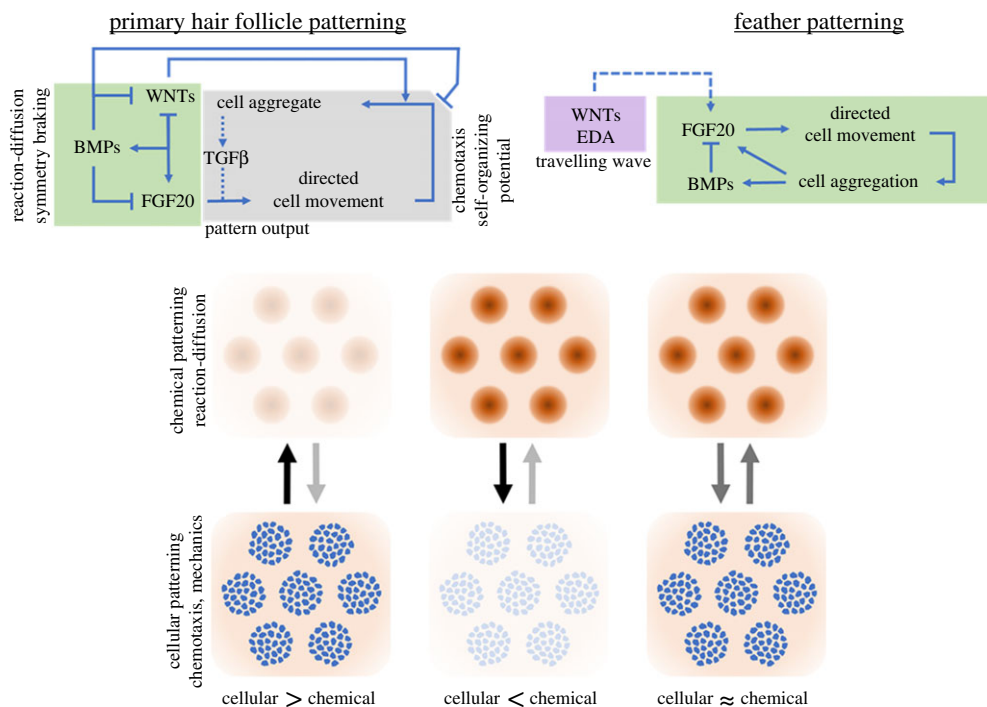 primary hair follicle patterning
reaction-diffusion
symmetry braking
WNTs
BMPs
FGF20
cell aggregate
TGFβ
directed
cell movement
pattern output
chemotaxis
self-organizing
potential
feather patterning
WNTs
EDA
travelling wave
FGF20
directed
cell movement
BMPs
cell aggregation
chemical patterning
reaction-diffusion
cellular patterning
chemotaxis, mechanics
cellular > chemical
cellular < chemical
cellular ≈ chemical